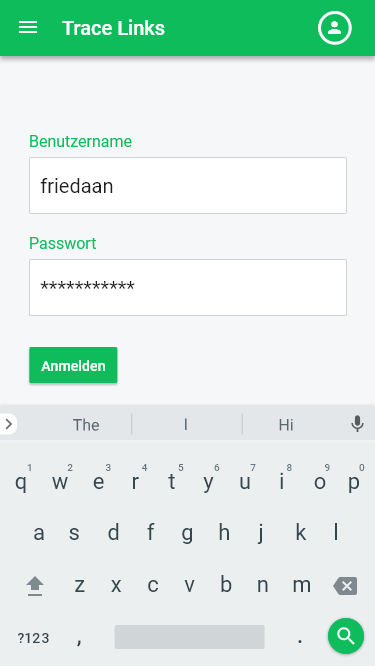 Trace Links
Benutzername
friedaan
Passwort
***********
Anmelden
The I Hi
1 2 3 4 5 6 7 8 9 0
q w e r t y u i o p
a s d f g h j k l
z x c v b n m
?123 , .